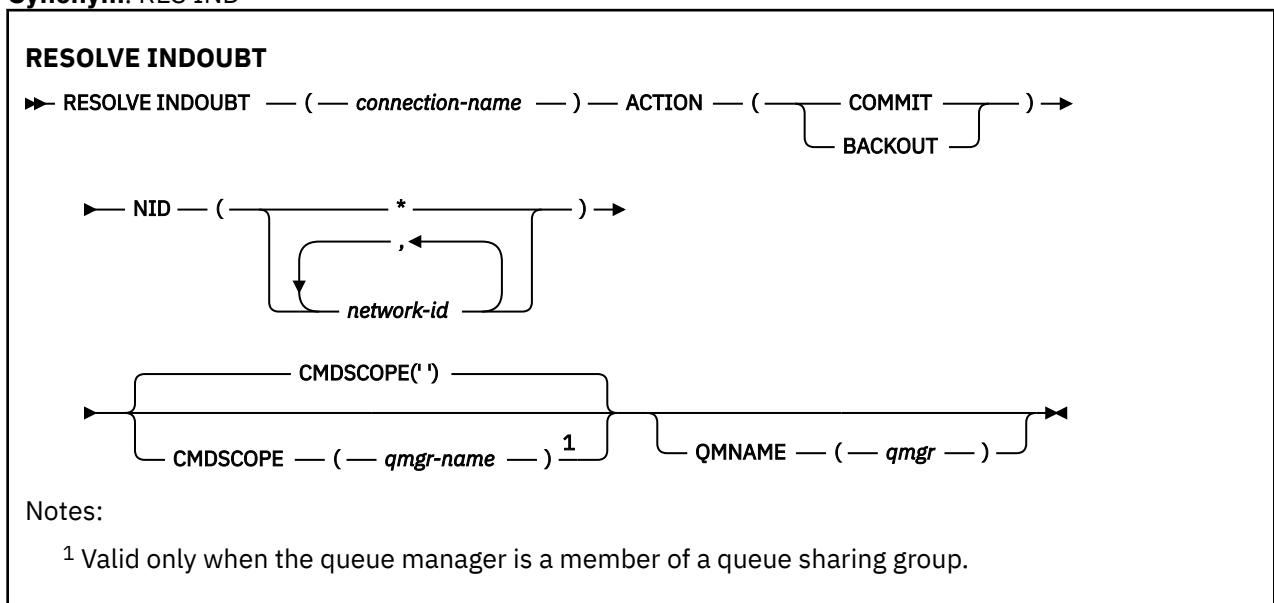 Synonym: RES IND
RESOLVE INDOUBT
RESOLVE INDOUBT ( connection-name ) ACTION ( COMMIT )
BACKOUT
NID ( * )
,
network-id
CMDSCOPE(' ')
CMDSCOPE ( qmgr-name ) 1
QMNAME ( qmgr )
Notes:
1 Valid only when the queue manager is a member of a queue sharing group.